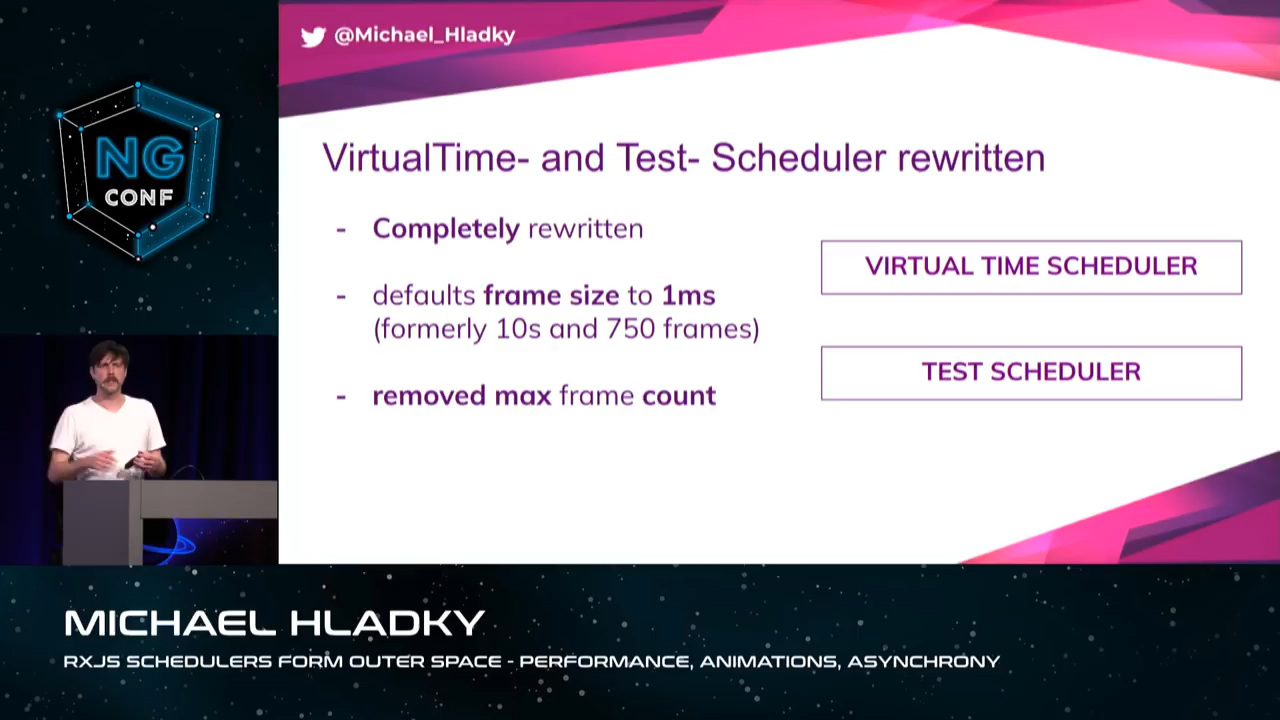 @Michael_Hladky
NG
CONF
VirtualTime- and Test- Scheduler rewritten
- Completely rewritten
- defaults frame size to 1ms
(formerly 10s and 750 frames)
- removed max frame count
VIRTUAL TIME SCHEDULER
TEST SCHEDULER
MICHAEL HLADKY
RXJS SCHEDULERS FORM OUTER SPACE - PERFORMANCE, ANIMATIONS, ASYNCHRONY